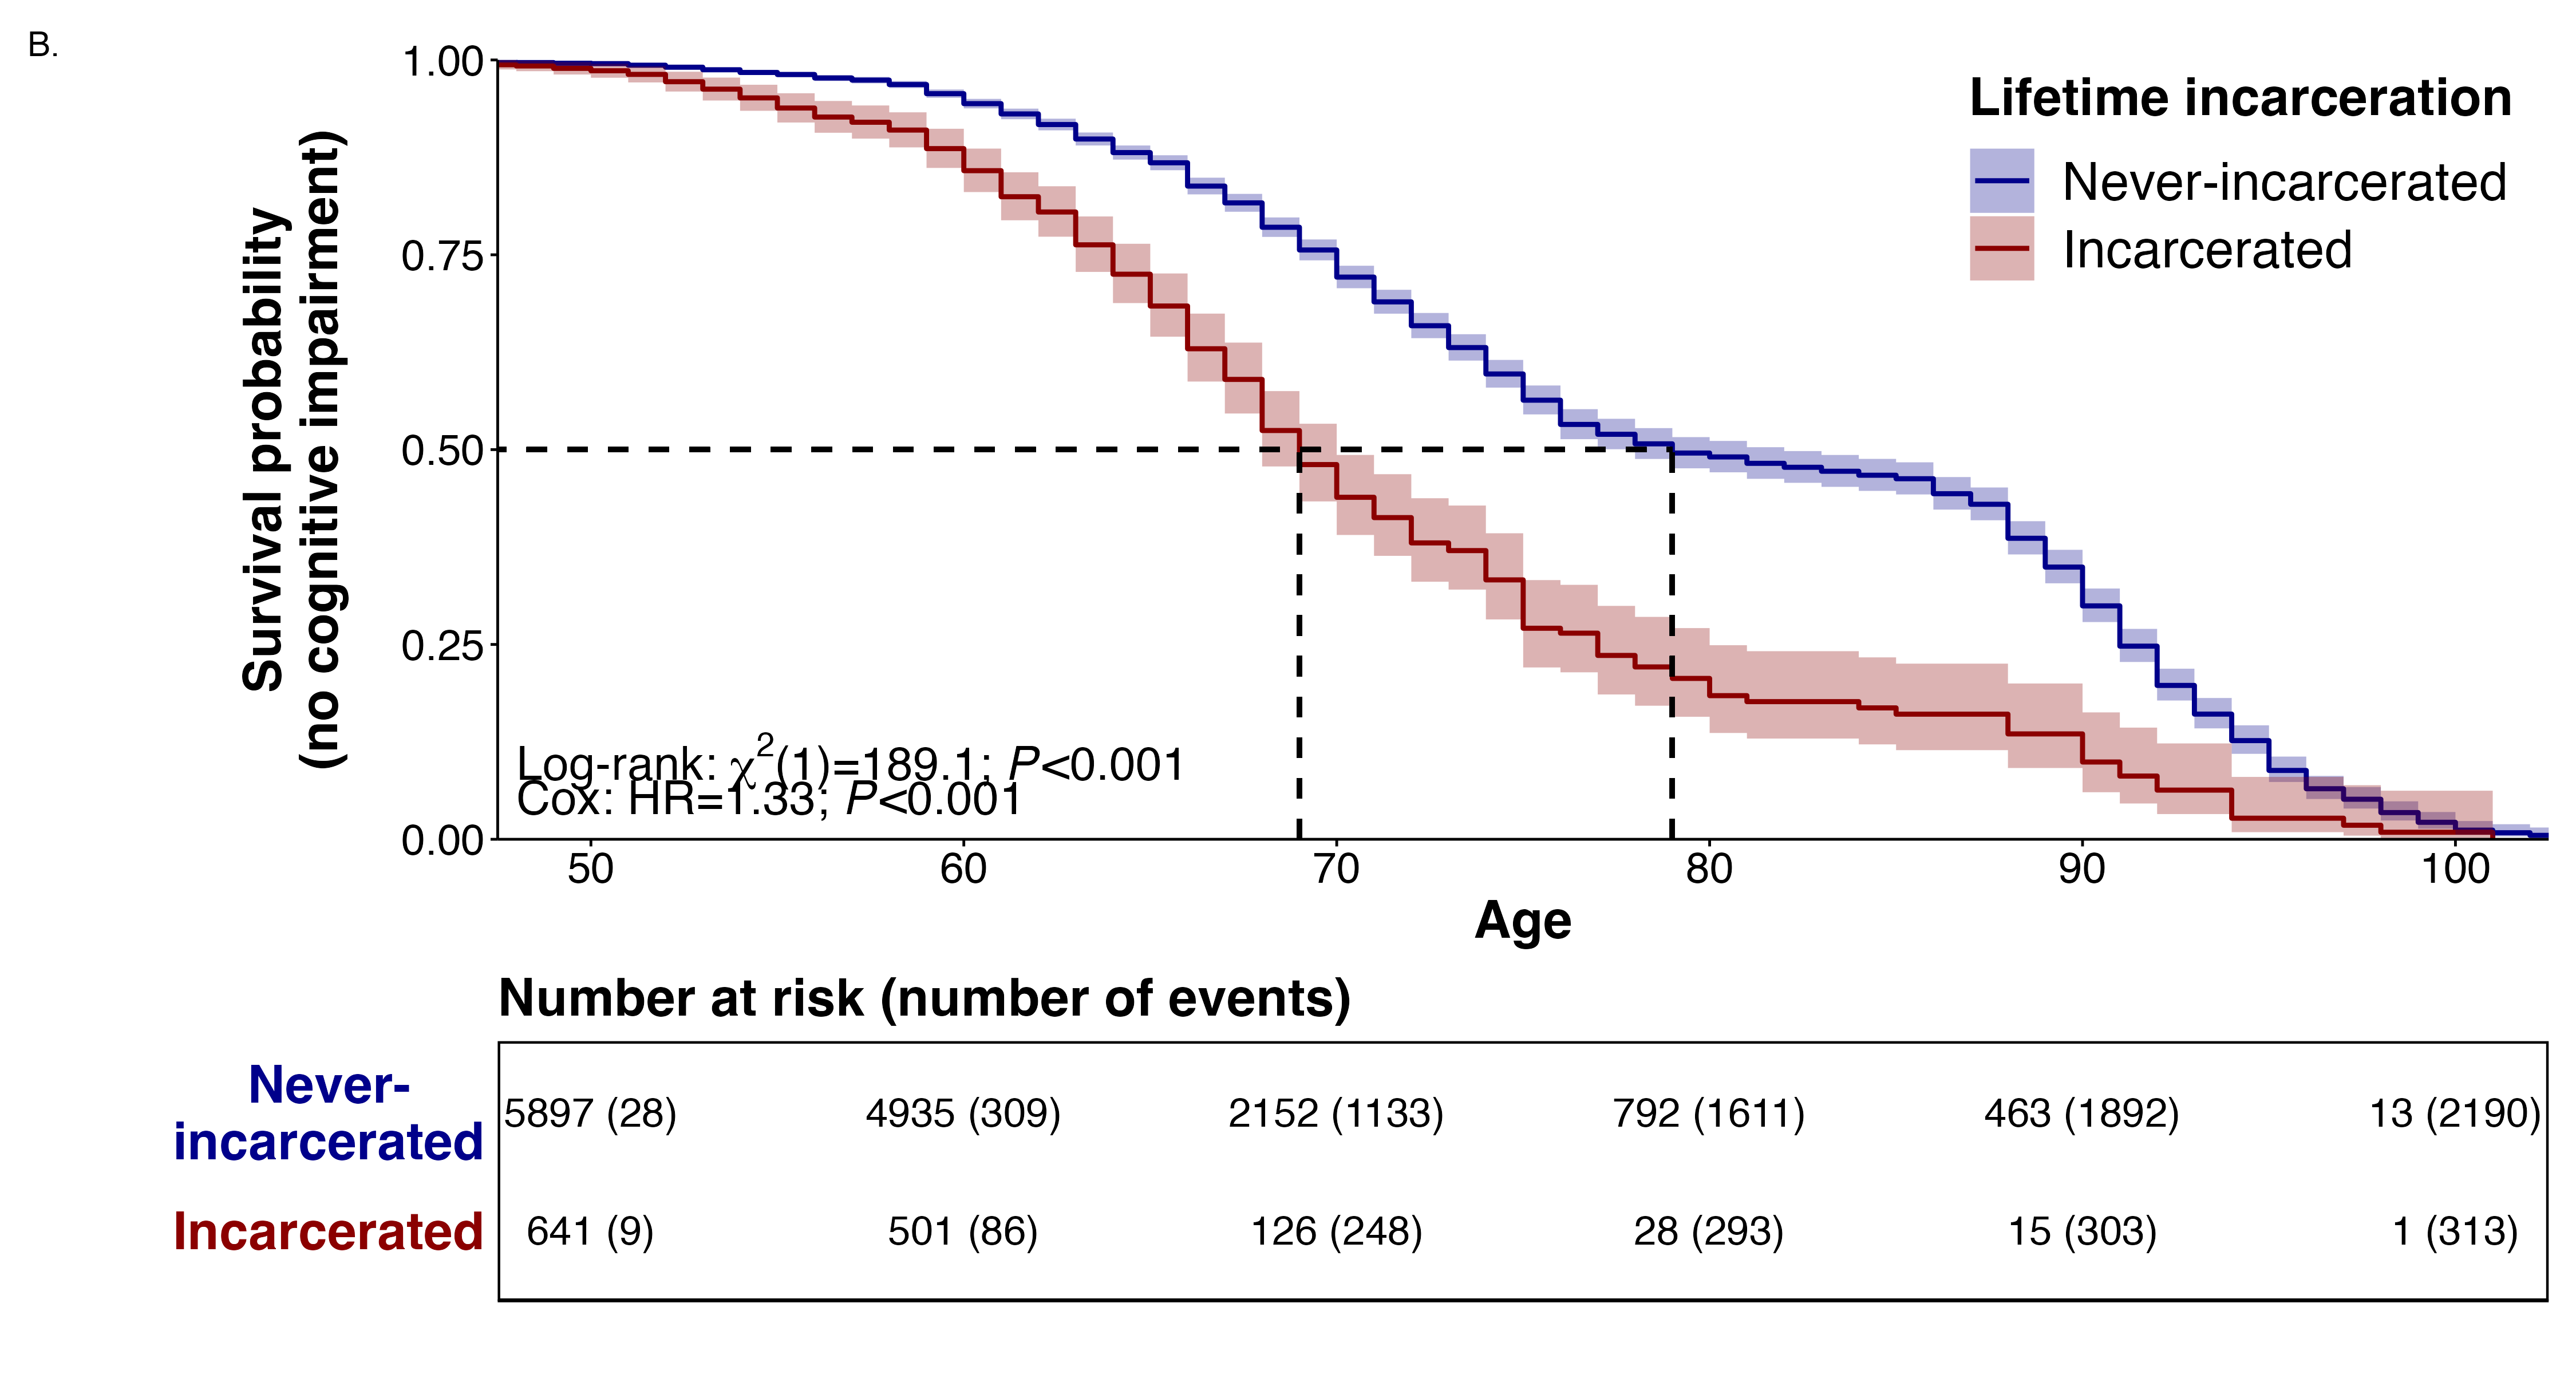 B.
Survival probability
(no cognitive impairment)
1.00
0.75
0.50
0.25
0.00
Lifetime incarceration
Never-incarcerated
Incarcerated
Log-rank: χ²(1)=189.1; P<0.001
Cox: HR=1.33; P<0.001
50 60 70 80 90 100
Age
Number at risk (number of events)
Never-
incarcerated
5897 (28) 4935 (309) 2152 (1133) 792 (1611) 463 (1892) 13 (2190)
Incarcerated 641 (9) 501 (86) 126 (248) 28 (293) 15 (303) 1 (313)